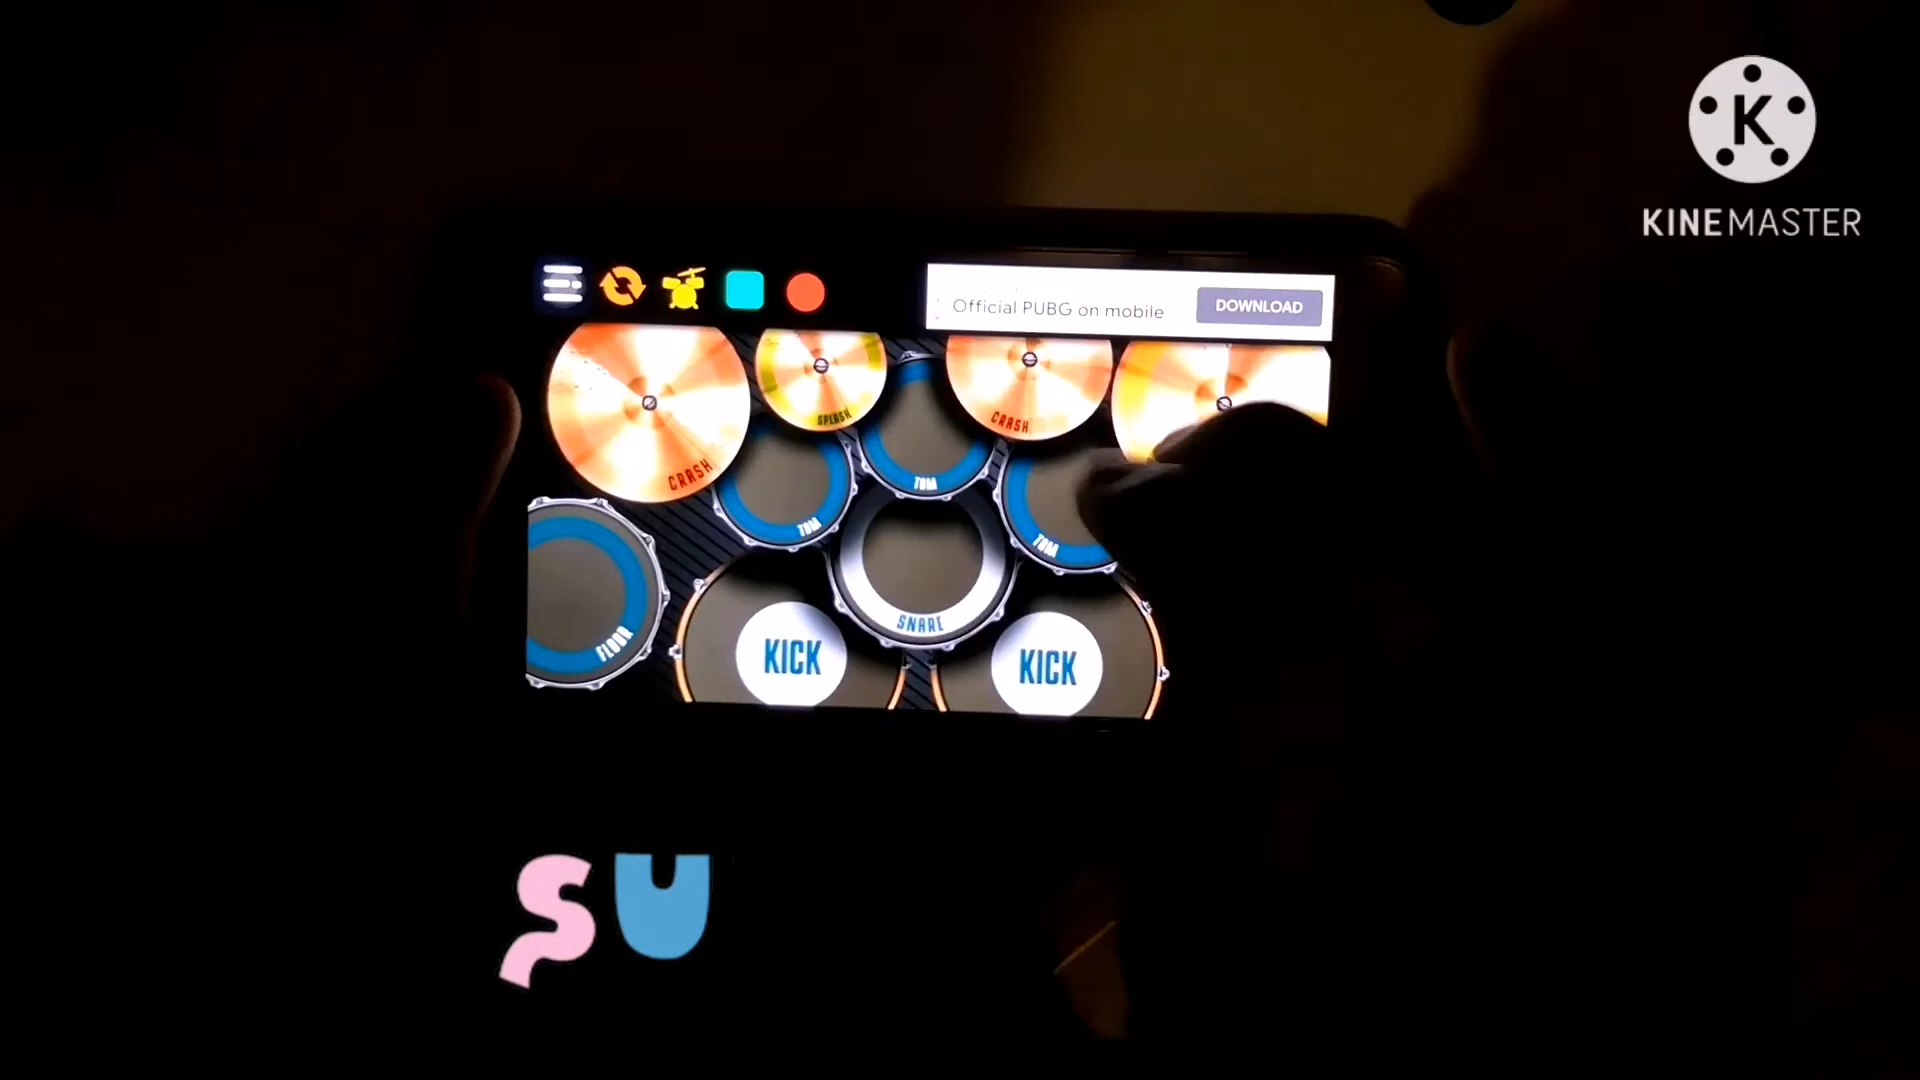 K
KINEMASTER
Official PUBG on mobile
DOWNLOAD
SPLASH
CRASH
CRASH
TOM
TOM
TOM
SNARE
FLOOR
KICK
KICK
SU